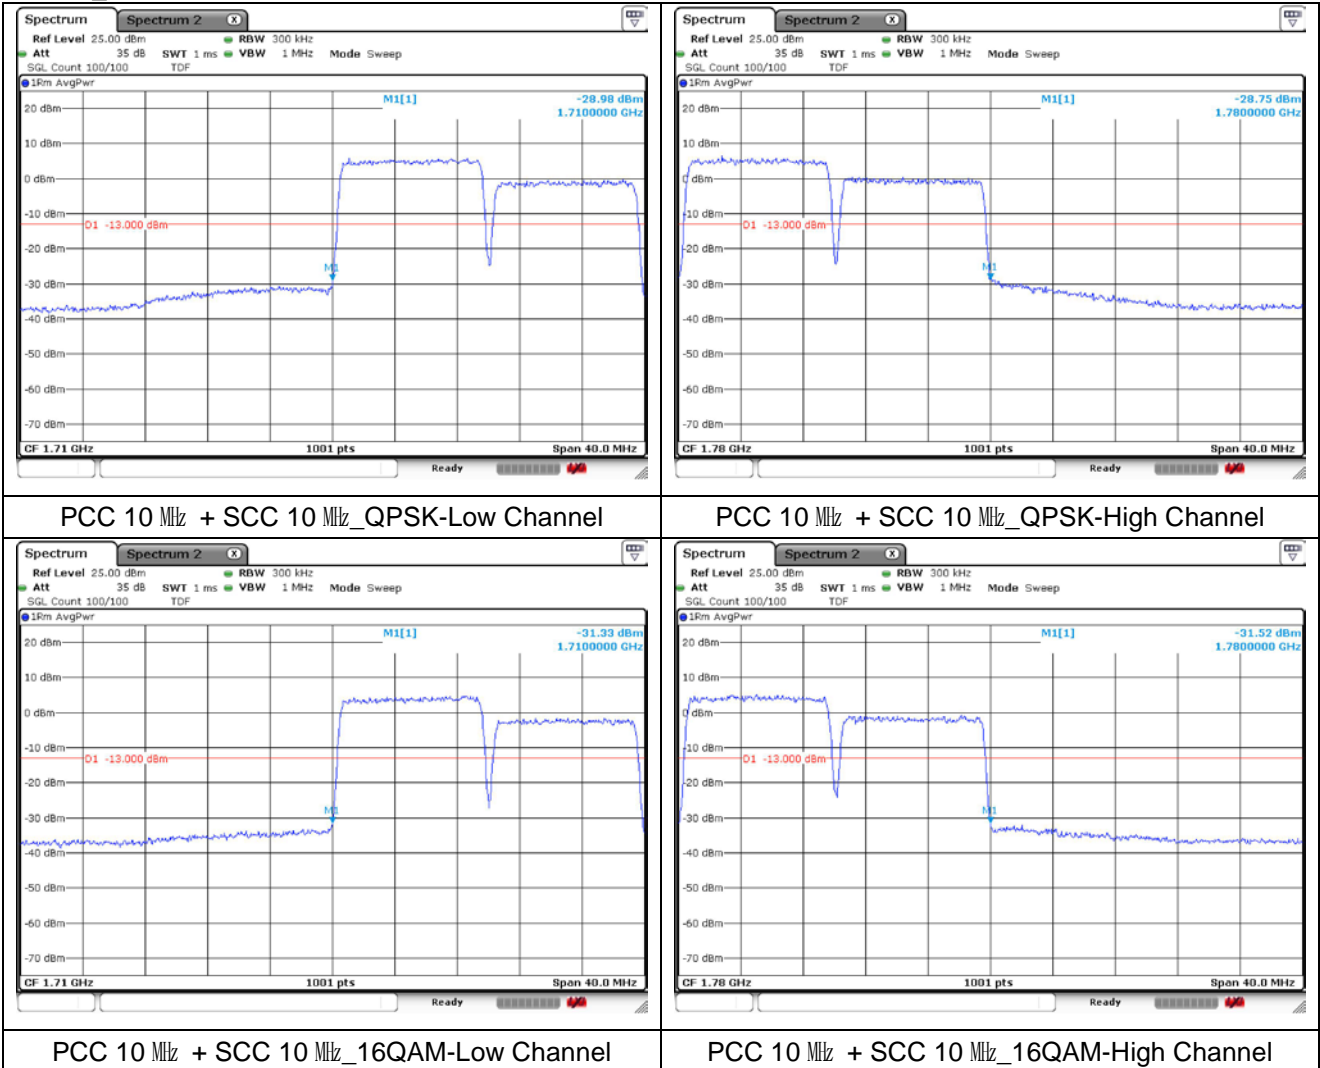 Spectrum Spectrum 2 X
Ref Level 25.00 dBm RBW 300 kHz
Att 35 dB SWT 1 ms VBW 1 MHz Mode Sweep
SGL Count 100/100 TDF
1Rm AvgPwr
M1[1] -28.98 dBm
1.7100000 GHz
20 dBm
10 dBm
0 dBm
-10 dBm
D1 -13.000 dBm
-20 dBm
M1
-30 dBm
-40 dBm
-50 dBm
-60 dBm
-70 dBm
CF 1.71 GHz 1001 pts Span 40.0 MHz
Ready
PCC 10 ㎒ + SCC 10 ㎒_QPSK-Low Channel
Spectrum Spectrum 2 X
Ref Level 25.00 dBm RBW 300 kHz
Att 35 dB SWT 1 ms VBW 1 MHz Mode Sweep
SGL Count 100/100 TDF
1Rm AvgPwr
M1[1] -28.75 dBm
1.7800000 GHz
20 dBm
10 dBm
0 dBm
-10 dBm
D1 -13.000 dBm
-20 dBm
M1
-30 dBm
-40 dBm
-50 dBm
-60 dBm
-70 dBm
CF 1.78 GHz 1001 pts Span 40.0 MHz
Ready
PCC 10 ㎒ + SCC 10 ㎒_QPSK-High Channel
Spectrum Spectrum 2 X
Ref Level 25.00 dBm RBW 300 kHz
Att 35 dB SWT 1 ms VBW 1 MHz Mode Sweep
SGL Count 100/100 TDF
1Rm AvgPwr
M1[1] -31.33 dBm
1.7100000 GHz
20 dBm
10 dBm
0 dBm
-10 dBm
D1 -13.000 dBm
-20 dBm
M1
-30 dBm
-40 dBm
-50 dBm
-60 dBm
-70 dBm
CF 1.71 GHz 1001 pts Span 40.0 MHz
Ready
PCC 10 ㎒ + SCC 10 ㎒_16QAM-Low Channel
Spectrum Spectrum 2 X
Ref Level 25.00 dBm RBW 300 kHz
Att 35 dB SWT 1 ms VBW 1 MHz Mode Sweep
SGL Count 100/100 TDF
1Rm AvgPwr
M1[1] -31.52 dBm
1.7800000 GHz
20 dBm
10 dBm
0 dBm
-10 dBm
D1 -13.000 dBm
-20 dBm
M1
-30 dBm
-40 dBm
-50 dBm
-60 dBm
-70 dBm
CF 1.78 GHz 1001 pts Span 40.0 MHz
Ready
PCC 10 ㎒ + SCC 10 ㎒_16QAM-High Channel